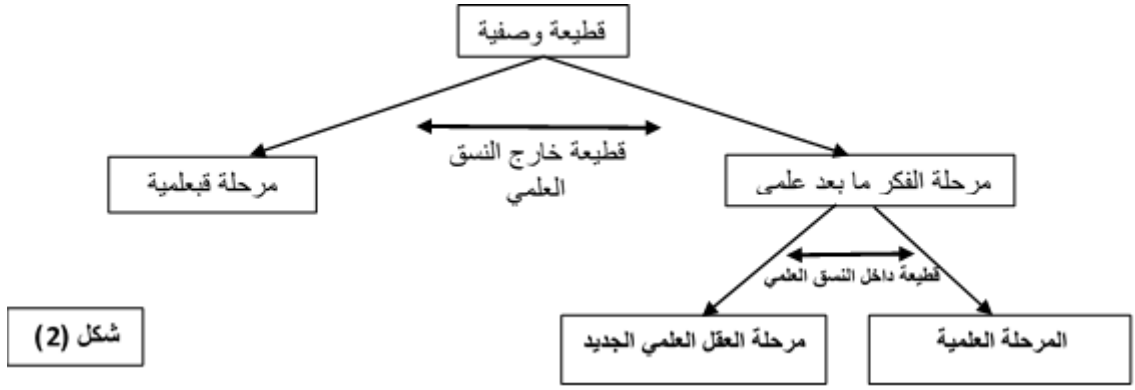 قطيعة وصفية
قطيعة خارج النسق
العلمي
مرحلة الفكر ما بعد علمى
مرحلة قبعلمية
قطيعة داخل النسق العلمي
المرحلة العلمية
مرحلة العقل العلمي الجديد
شكل (2)